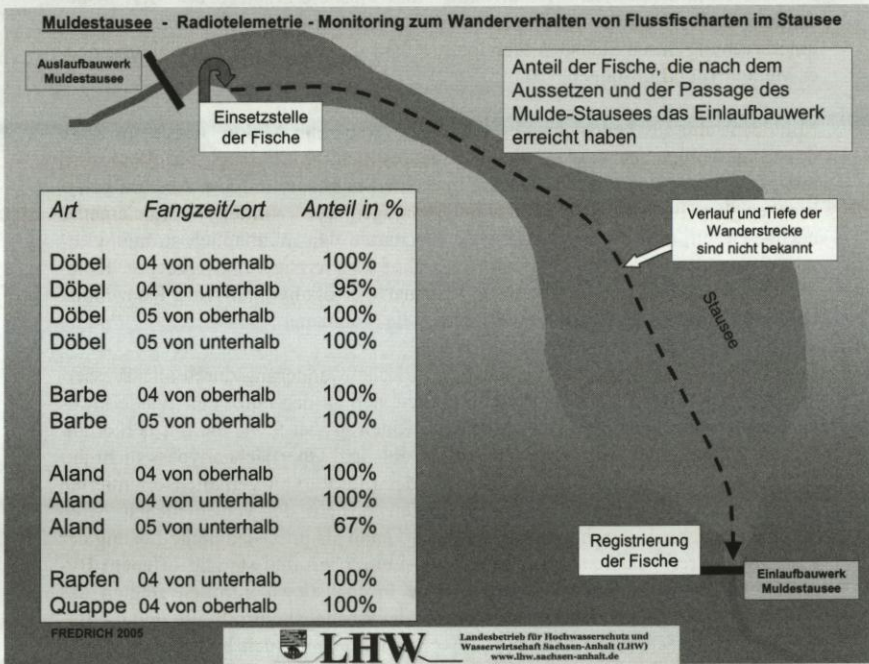 Muldestausee - Radiotelemetrie - Monitoring zum Wanderverhalten von Flussfischarten im Stausee
Auslaufbauwerk
Muldestausee
Einsetzstelle
der Fische
Anteil der Fische, die nach dem
Aussetzen und der Passage des
Mulde-Stausees das Einlaufbauwerk
erreicht haben
Art Fangzeit/-ort Anteil in %
Döbel 04 von oberhalb 100%
Döbel 04 von unterhalb 95%
Döbel 05 von oberhalb 100%
Döbel 05 von unterhalb 100%
Barbe 04 von oberhalb 100%
Barbe 05 von oberhalb 100%
Aland 04 von oberhalb 100%
Aland 04 von unterhalb 100%
Aland 05 von unterhalb 67%
Rapfen 04 von unterhalb 100%
Quappe 04 von oberhalb 100%
Verlauf und Tiefe der
Wanderstrecke
sind nicht bekannt
Stausee
Registrierung
der Fische
Einlaufbauwerk
Muldestausee
FREDRICH 2005
LHW
Landesbetrieb für Hochwasserschutz und
Wasserwirtschaft Sachsen-Anhalt (LHW)
www.lhw.sachsen-anhalt.de